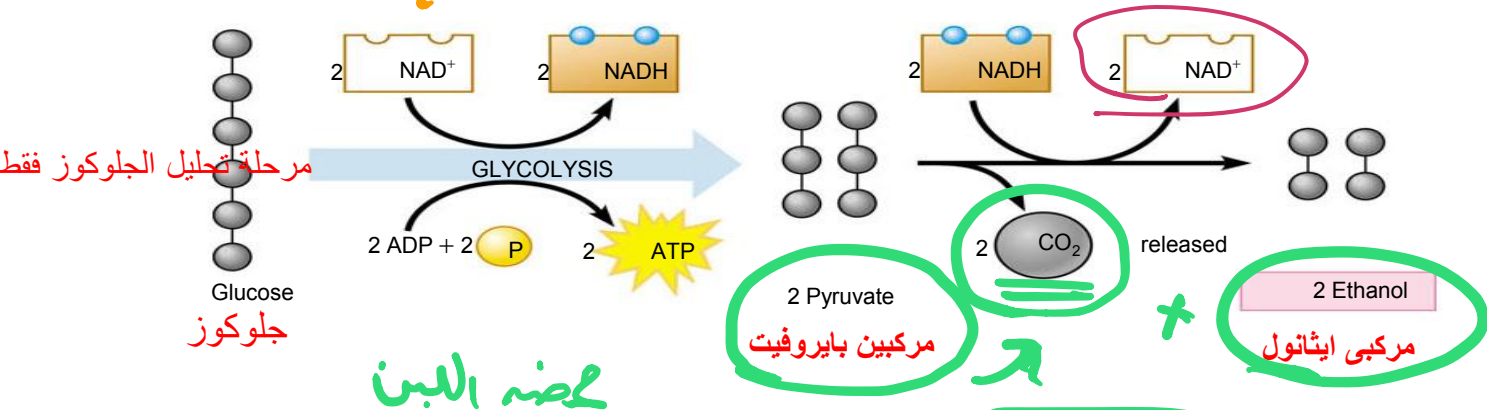 2 NAD⁺
2 NADH
2 NADH
2 NAD⁺
مرحلة تحليل الجلوكوز فقط
GLYCOLYSIS
2 ADP + 2 P
2 ATP
2 CO₂ released
Glucose
جلوكوز
2 Pyruvate
مركبين بايروفيت
+
2 Ethanol
مركبى ايثانول
اللبن